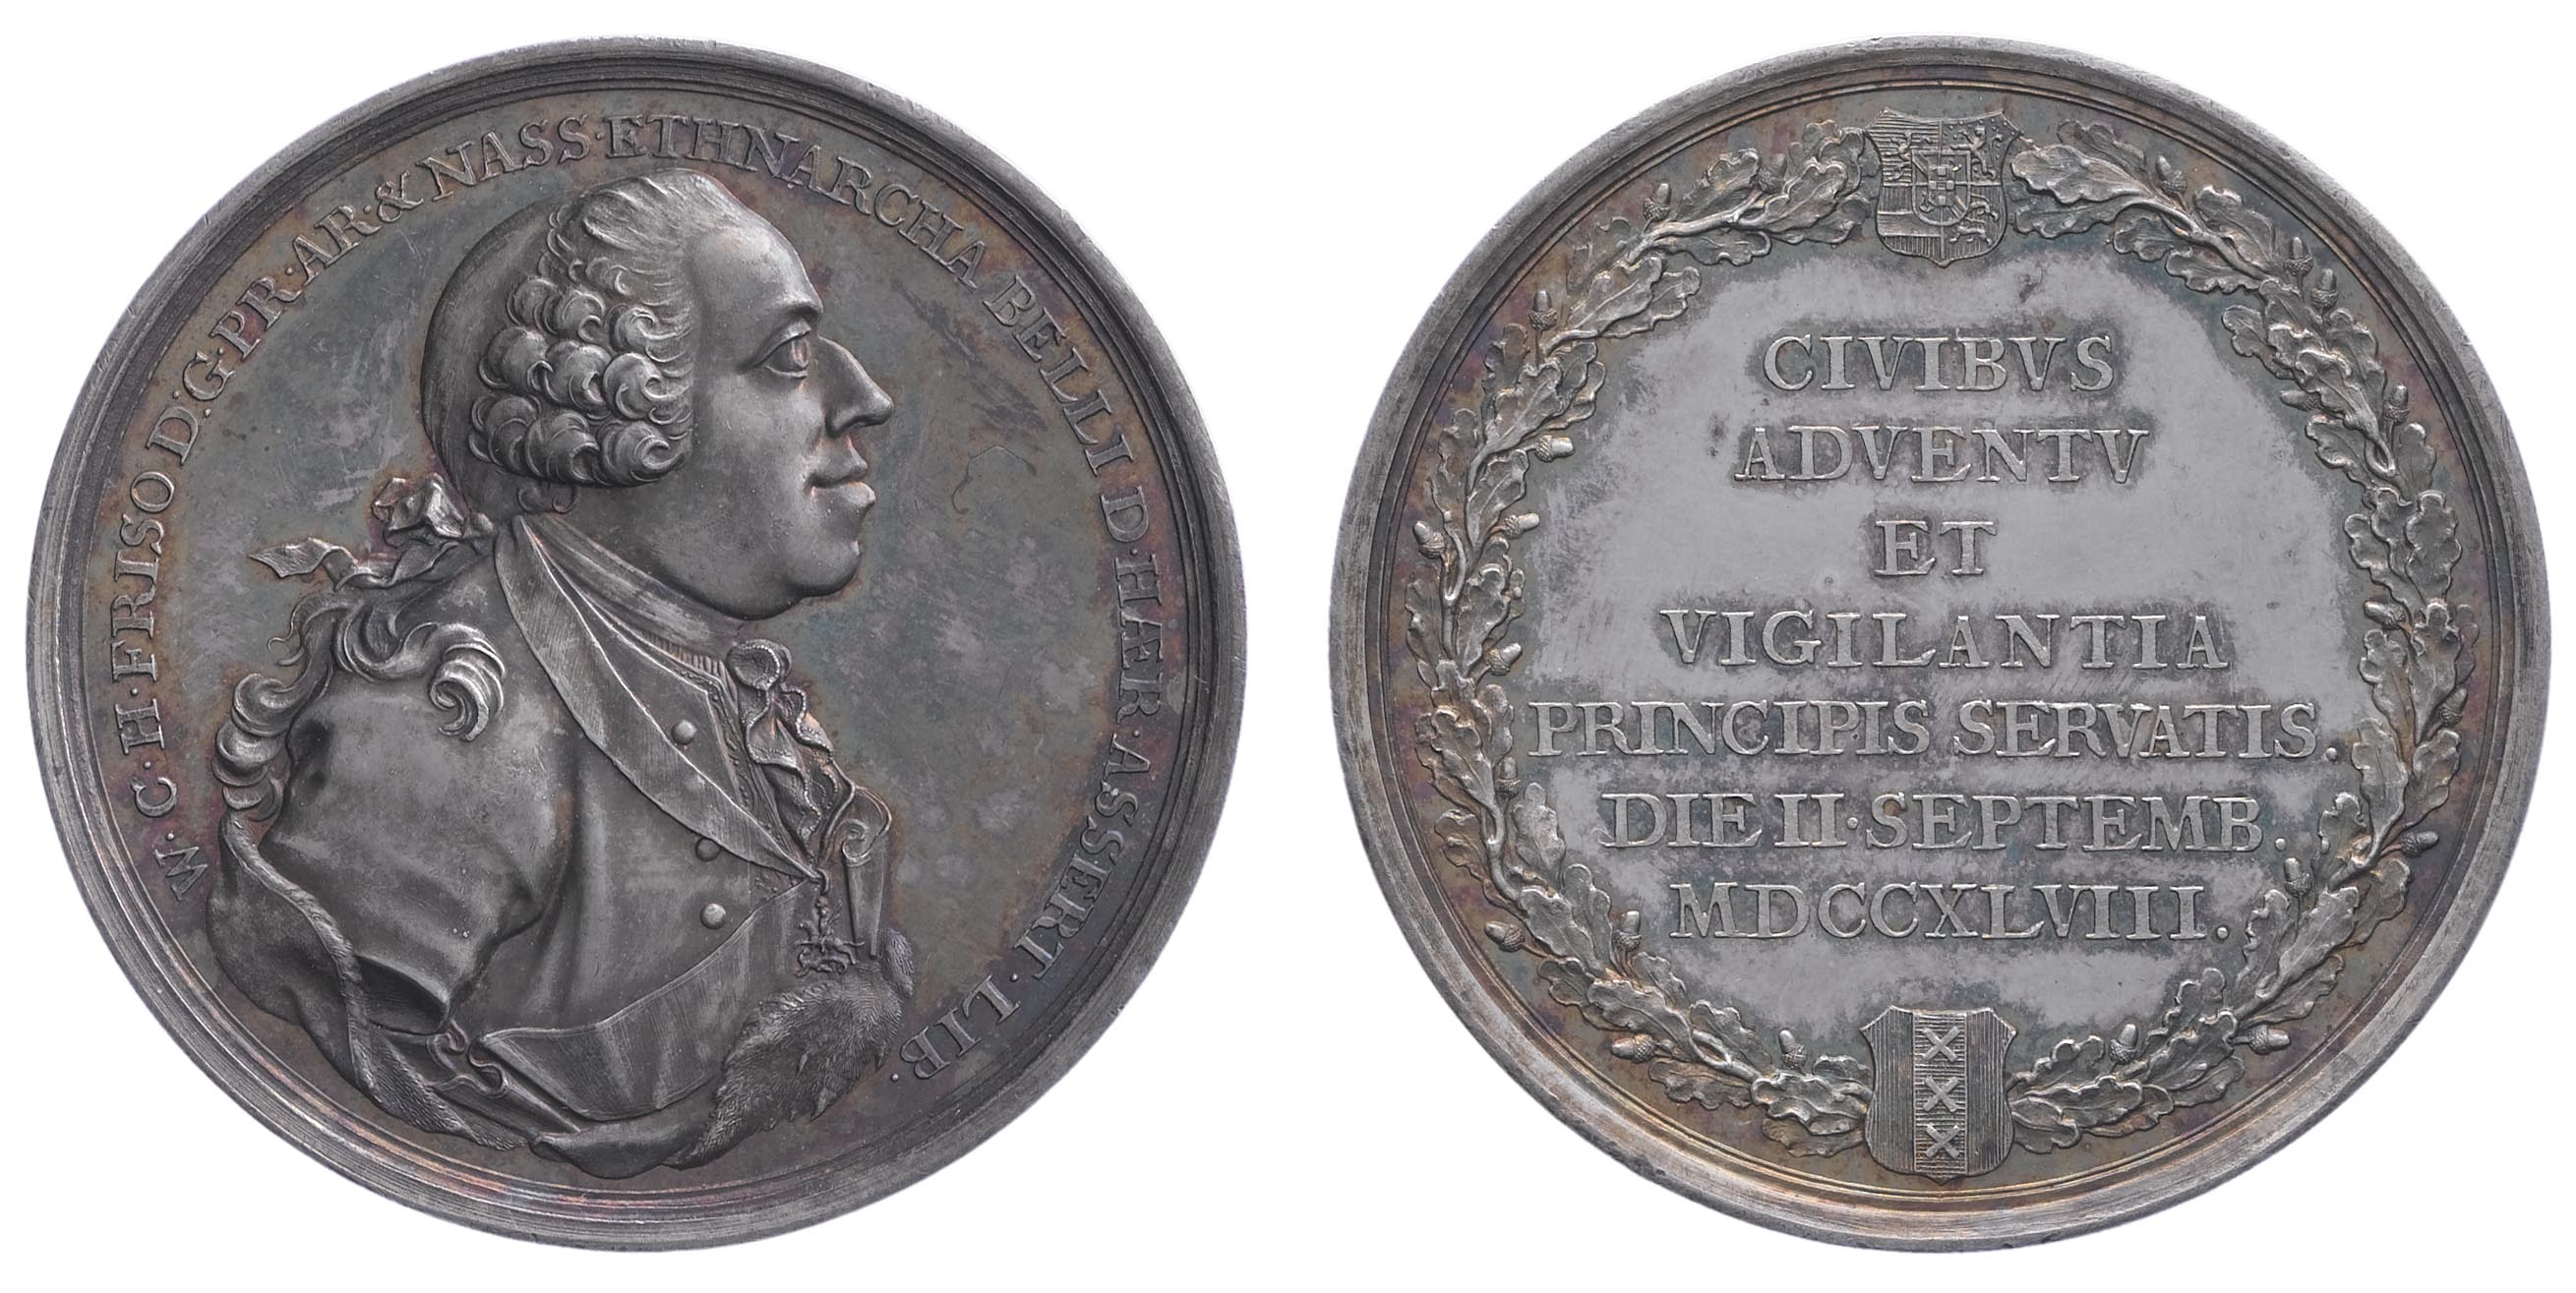 W·C·H·FRISO D:G·PR·AR·& NASS·ETHNARCHA BELLI D·HÆR·ASSERT·LIB·
CIVIBVS
ADVENTV
ET
VIGILANTIA
PRINCIPIS SERVATIS.
DIE II·SEPTEMB.
MDCCXLVIII.